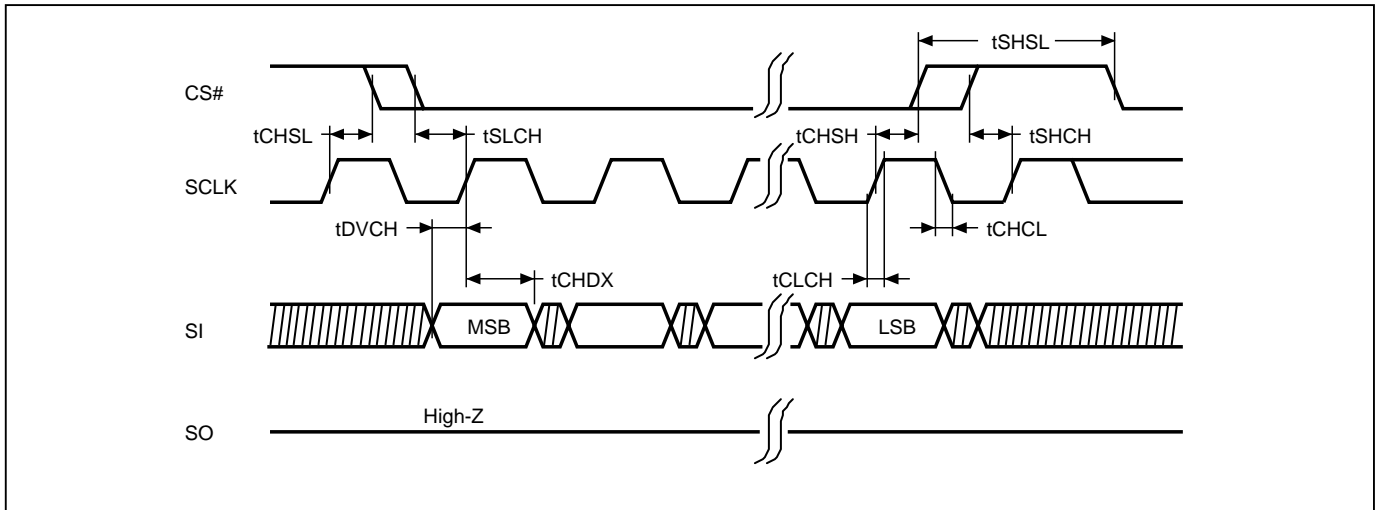 tSHSL
CS#
tCHSL
tSLCH
tCHSH
tSHCH
SCLK
tDVCH
tCHCL
tCHDX
tCLCH
SI
MSB
LSB
High-Z
SO